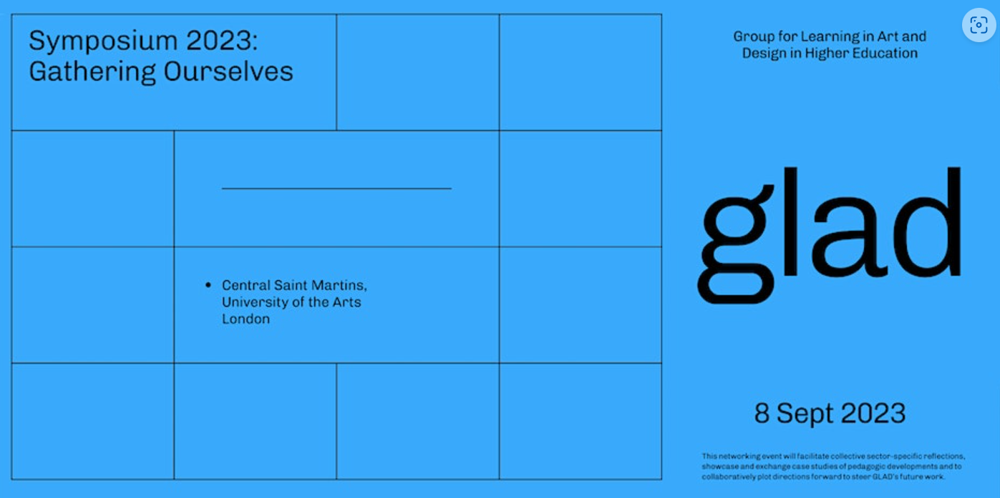 Symposium 2023:
Gathering Ourselves
• Central Saint Martins,
University of the Arts
London
Group for Learning in Art and
Design in Higher Education
glad
8 Sept 2023
This networking event will facilitate collective sector-specific reflections,
showcase and exchange case studies of pedagogic developments and to
collaboratively plot directions forward to steer GLAD's future work.